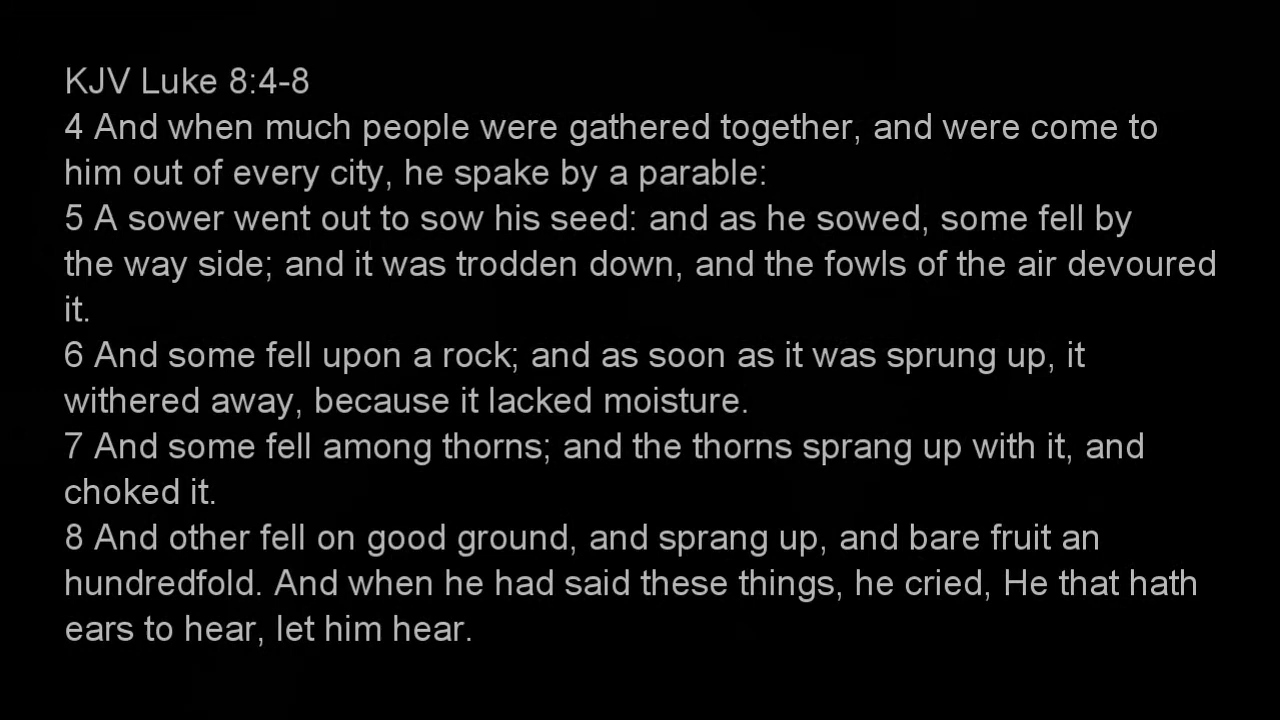 KJV Luke 8:4-8
4 And when much people were gathered together, and were come to
him out of every city, he spake by a parable:
5 A sower went out to sow his seed: and as he sowed, some fell by
the way side; and it was trodden down, and the fowls of the air devoured
it.
6 And some fell upon a rock; and as soon as it was sprung up, it
withered away, because it lacked moisture.
7 And some fell among thorns; and the thorns sprang up with it, and
choked it.
8 And other fell on good ground, and sprang up, and bare fruit an
hundredfold. And when he had said these things, he cried, He that hath
ears to hear, let him hear.